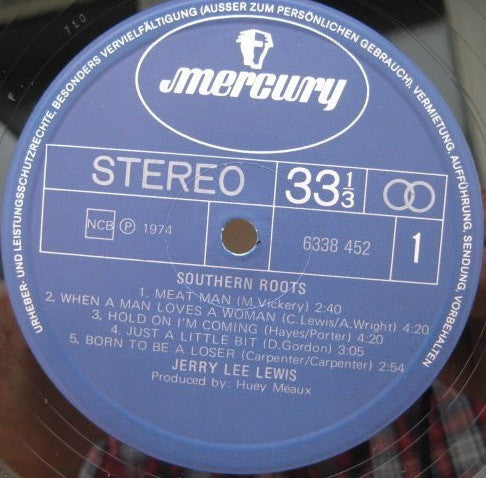 URHEBER- UND LEISTUNGSSCHUTZRECHTE, BESONDERS VERVIELFÄLTIGUNG (AUSSER ZUM PERSÖNLICHEN GEBRAUCH), VERMIETUNG, AUFFÜHRUNG, SENDUNG, VORBEHALTEN
mercury
STEREO 33 1/3
NCB Ⓟ 1974 6338 452 1
SOUTHERN ROOTS
1. MEAT MAN (M.Vickery) 2:40
2. WHEN A MAN LOVES A WOMAN (C. Lewis/A.Wright) 4:20
3. HOLD ON I'M COMING (Hayes/Porter) 4:20
4. JUST A LITTLE BIT (D.Gordon) 3:05
5. BORN TO BE A LOSER (Carpenter/Carpenter) 2:54
JERRY LEE LEWIS
Produced by: Huey Meaux
710
F